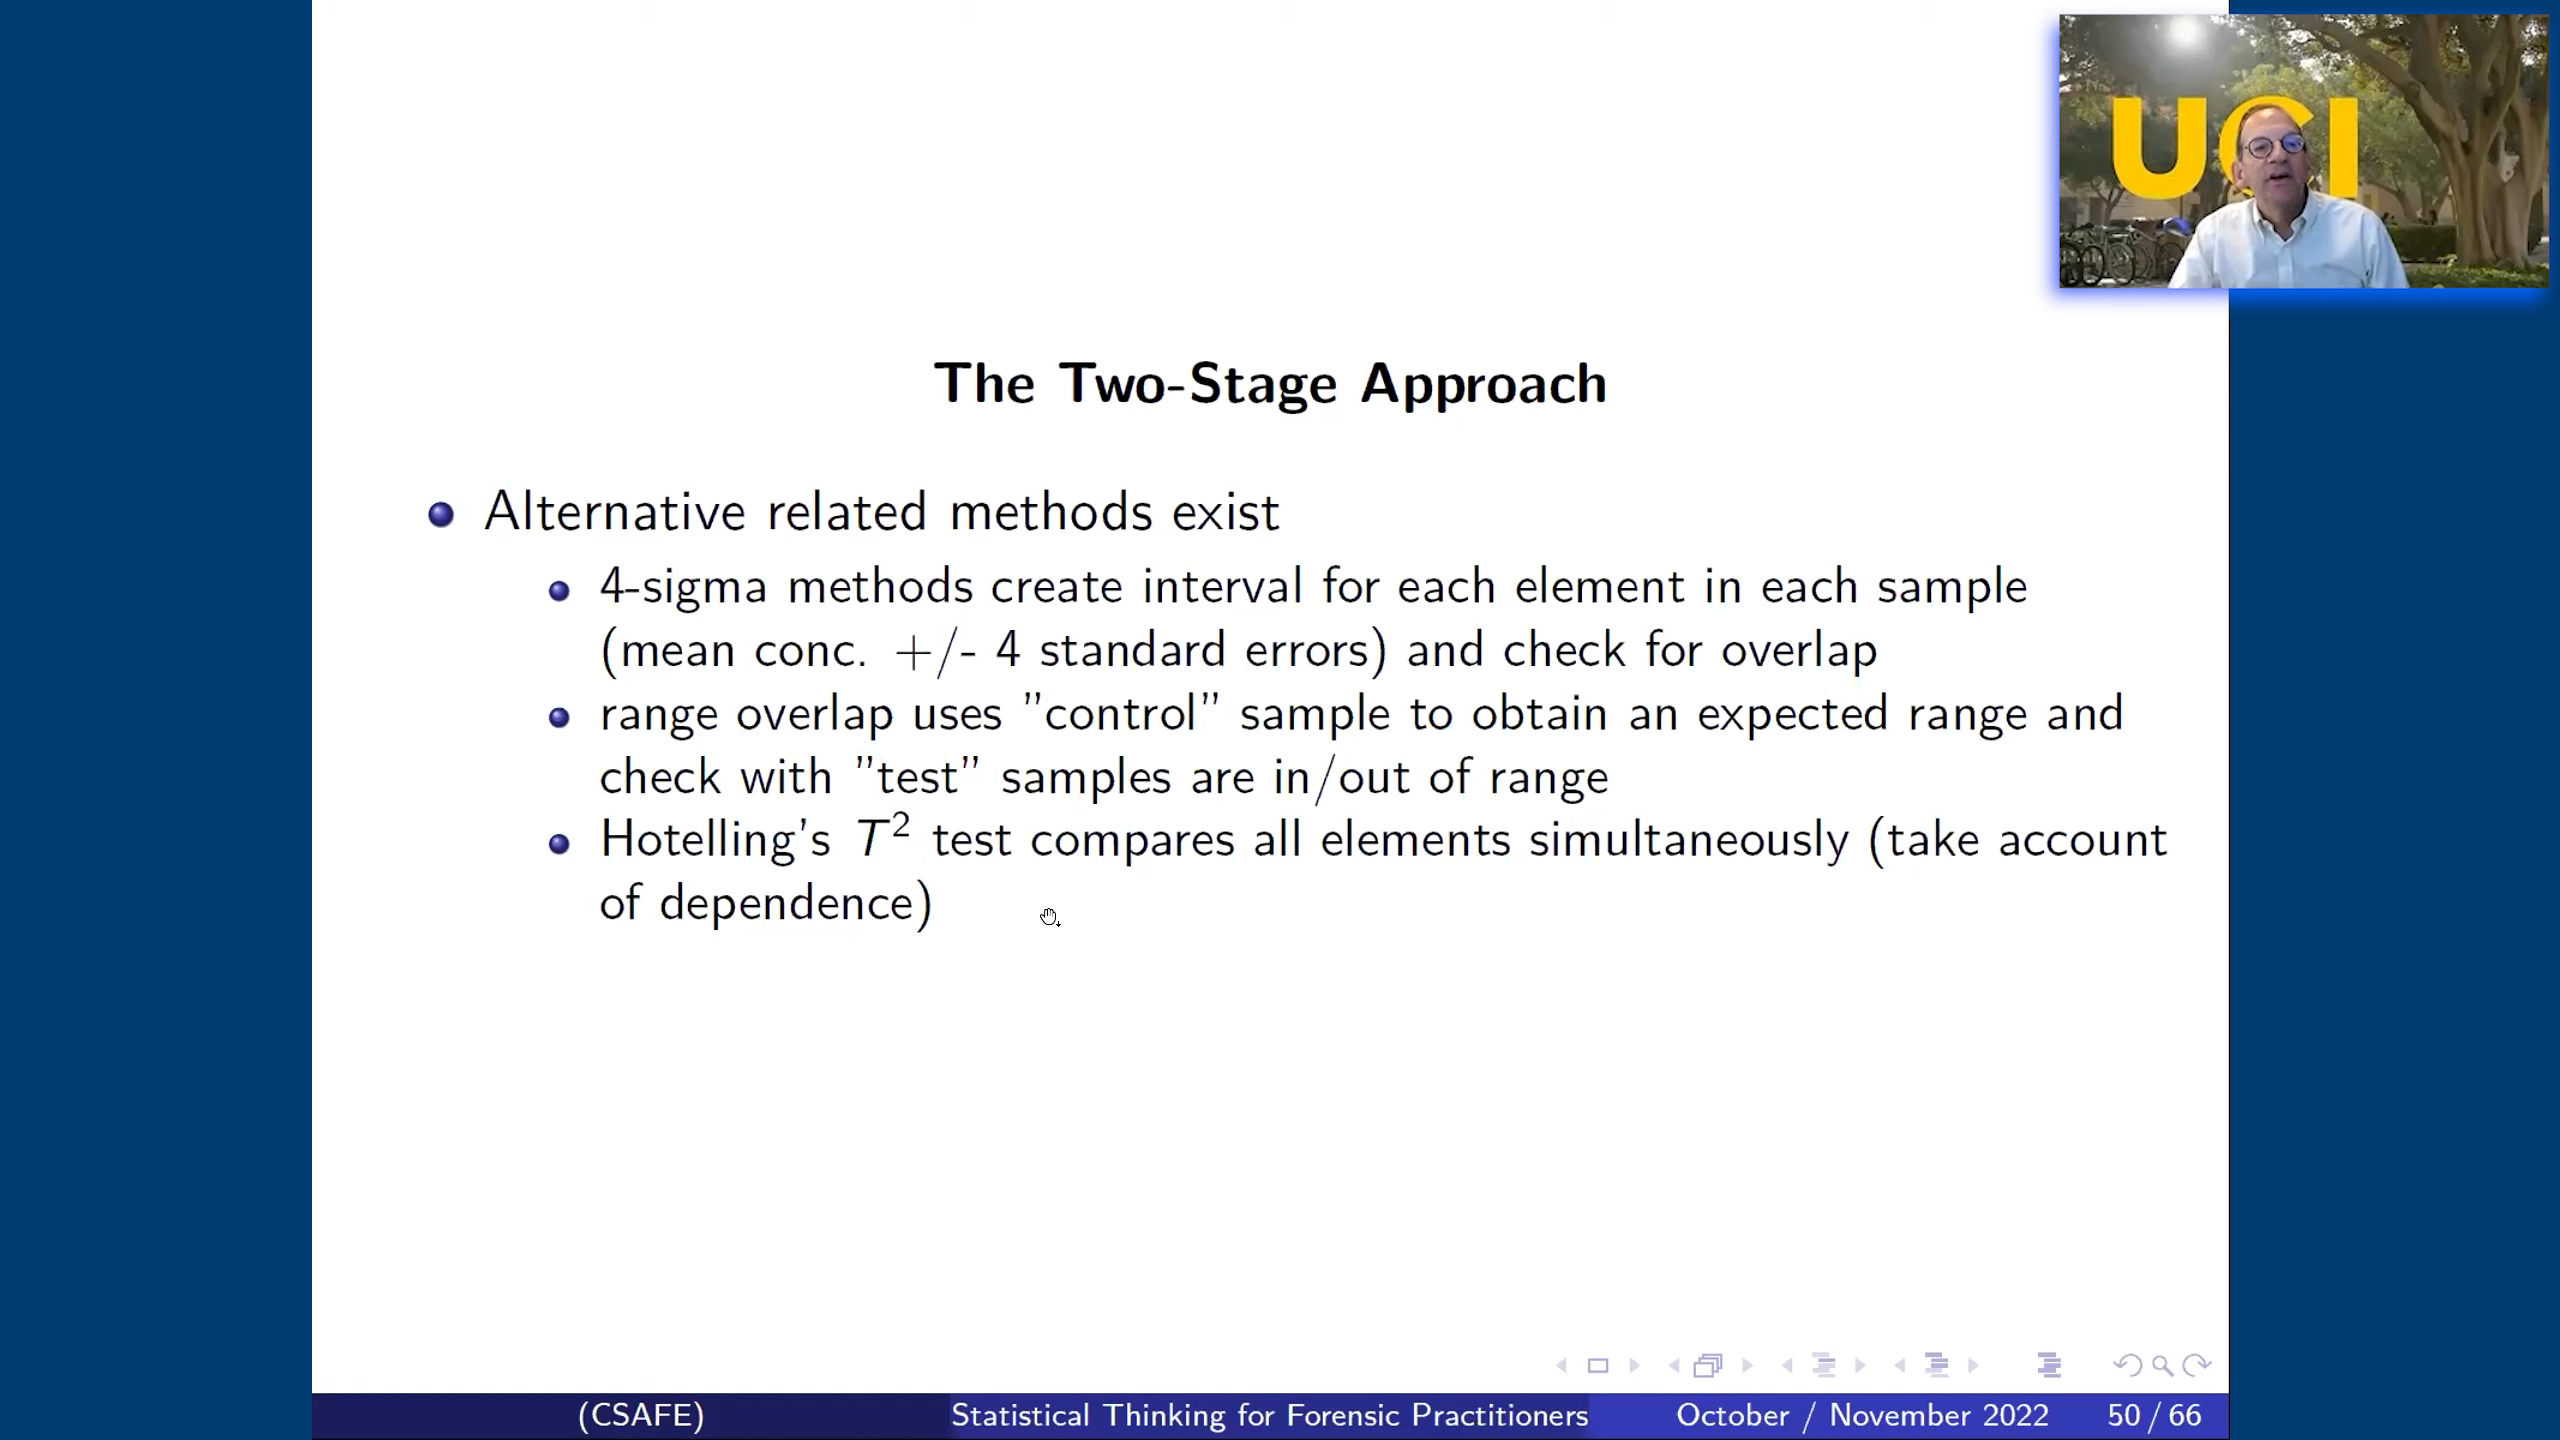 UCI
The Two-Stage Approach
Alternative related methods exist
4-sigma methods create interval for each element in each sample
(mean conc. +/- 4 standard errors) and check for overlap
range overlap uses ”control” sample to obtain an expected range and
check with ”test” samples are in/out of range
Hotelling's T² test compares all elements simultaneously (take account
of dependence)
(CSAFE) Statistical Thinking for Forensic Practitioners October / November 2022 50 / 66